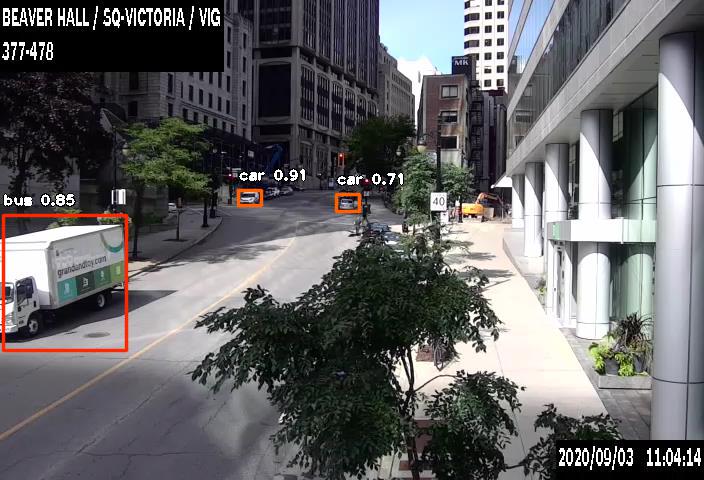 BEAVER HALL / SQ-VICTORIA / VIG
377-478
MK
car 0.91
car 0.71
bus 0.85
40
grandandtoy.com
2020/09/03 11:04:14